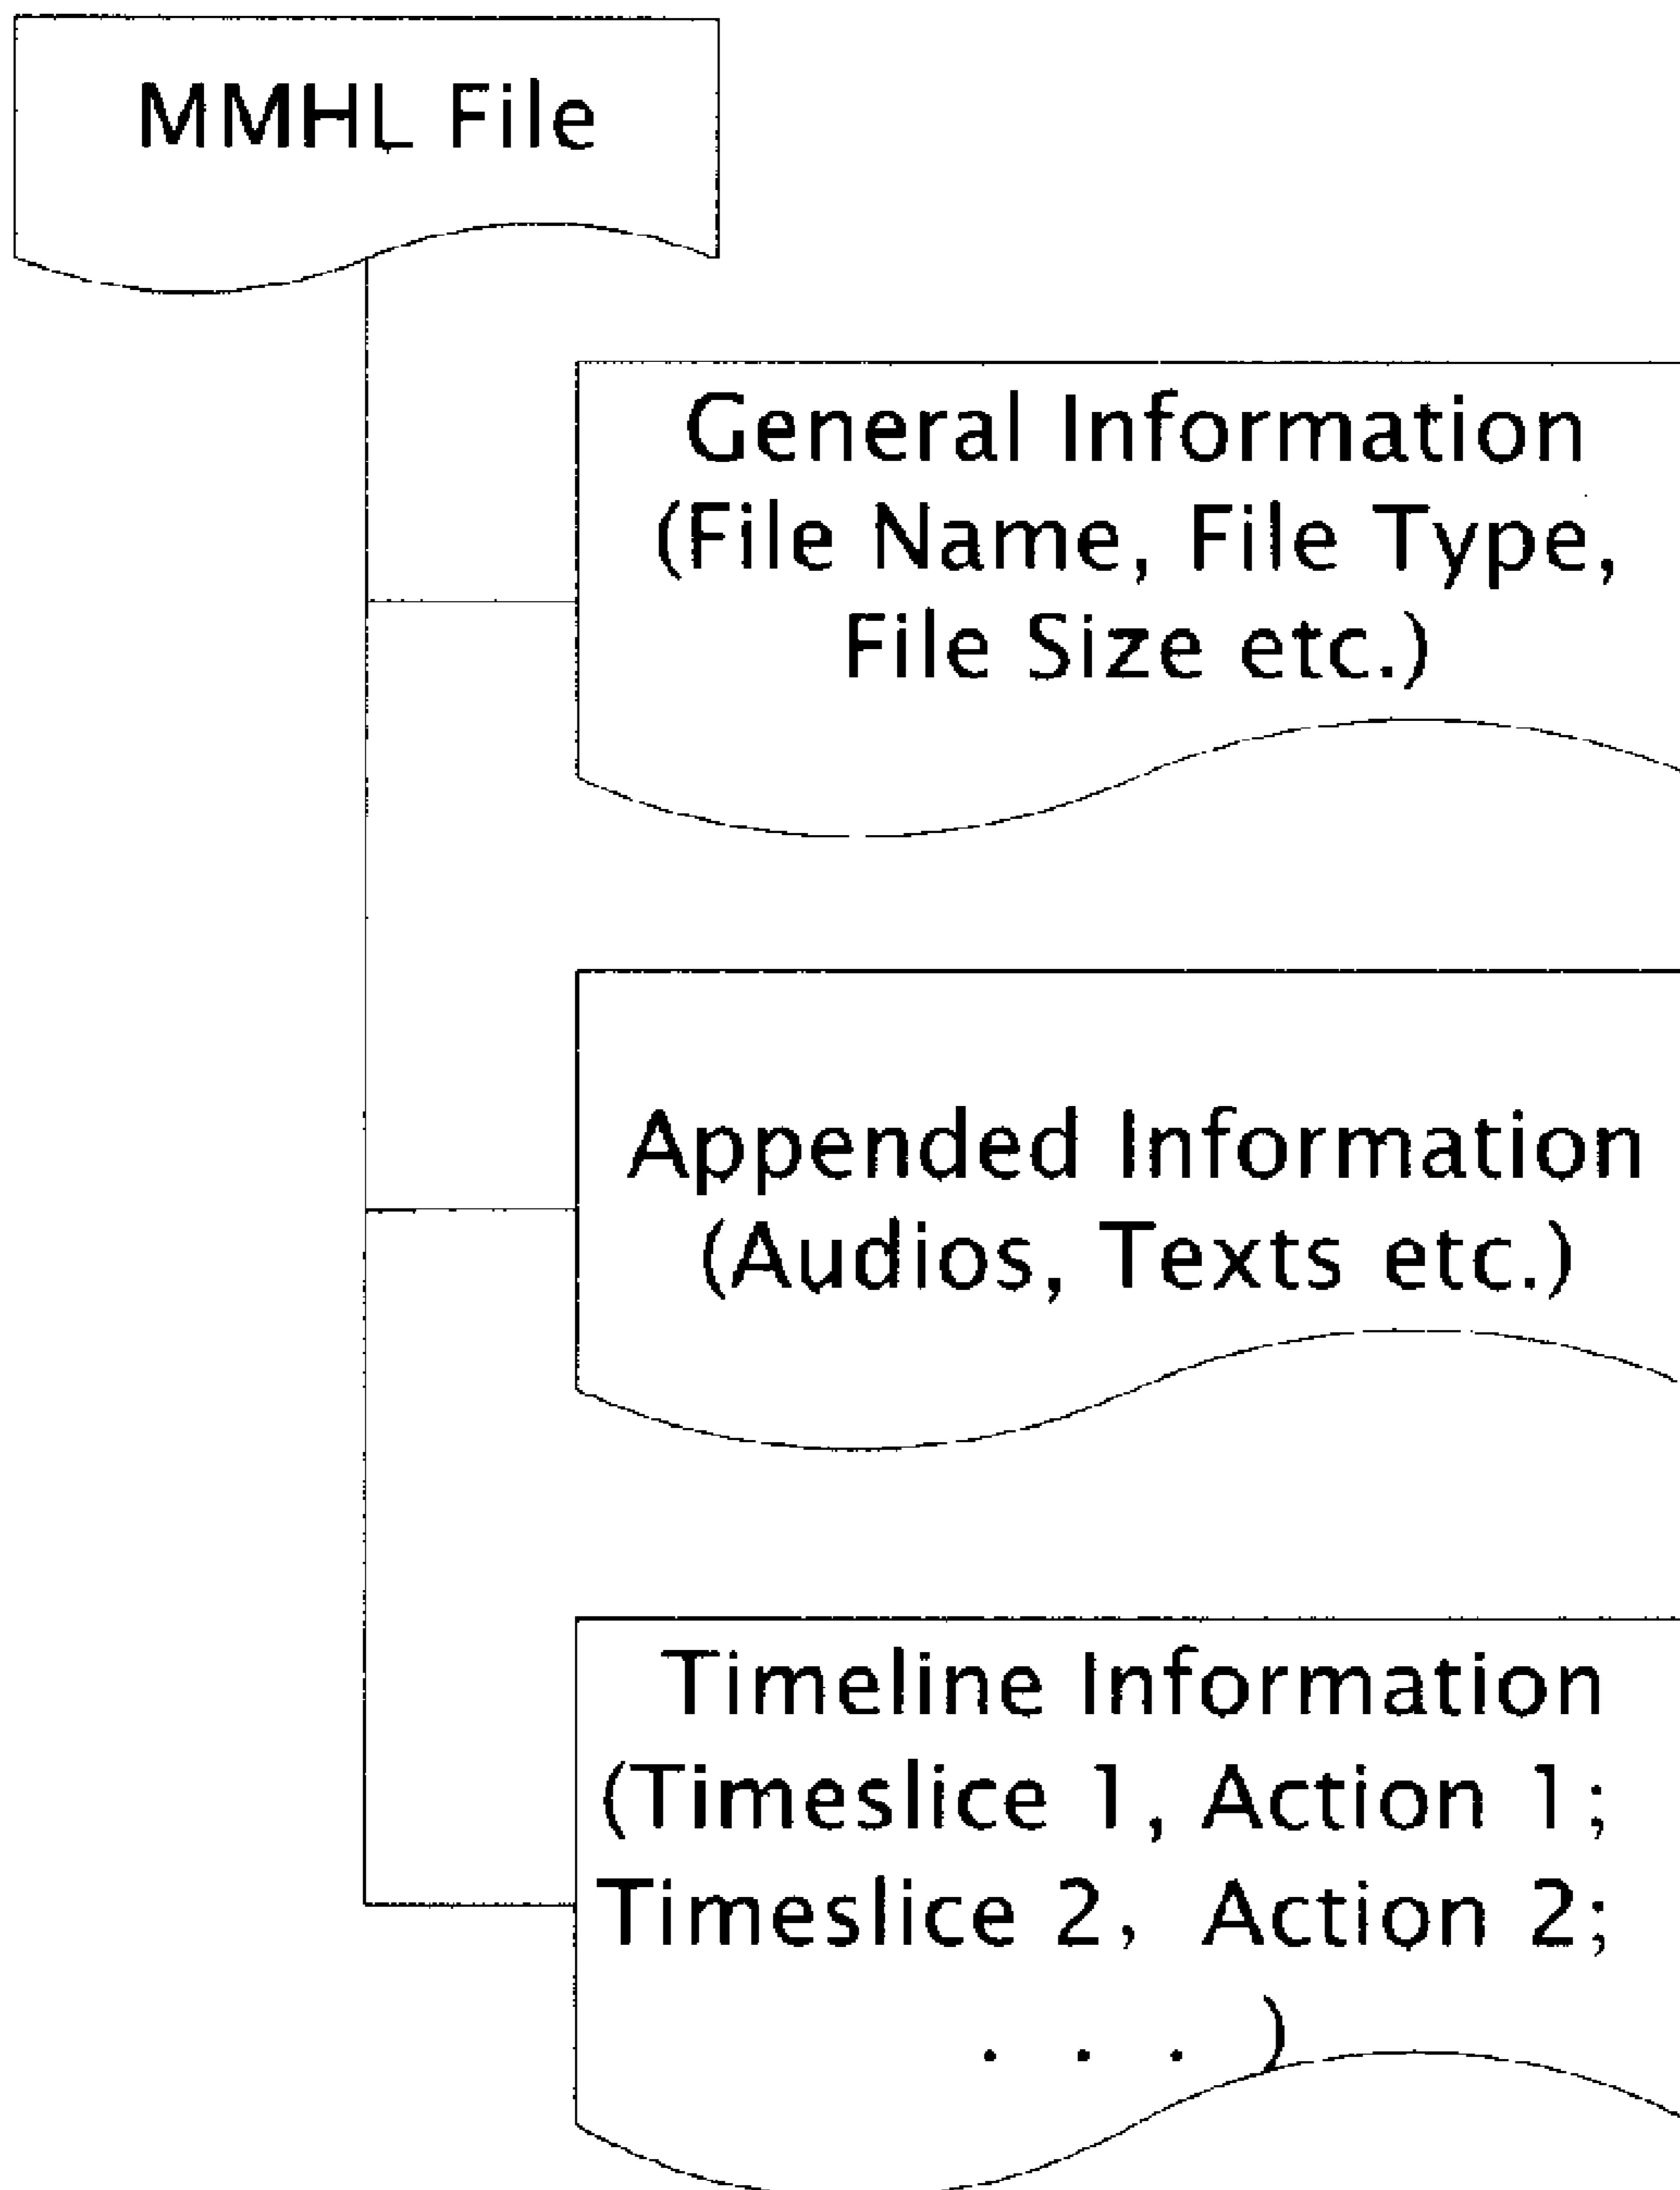 MMHL File
General Information
(File Name, File Type,
File Size etc.)
Appended Information
(Audios, Texts etc.)
Timeline Information
(Timeslice 1, Action 1;
Timeslice 2, Action 2;
. . . )